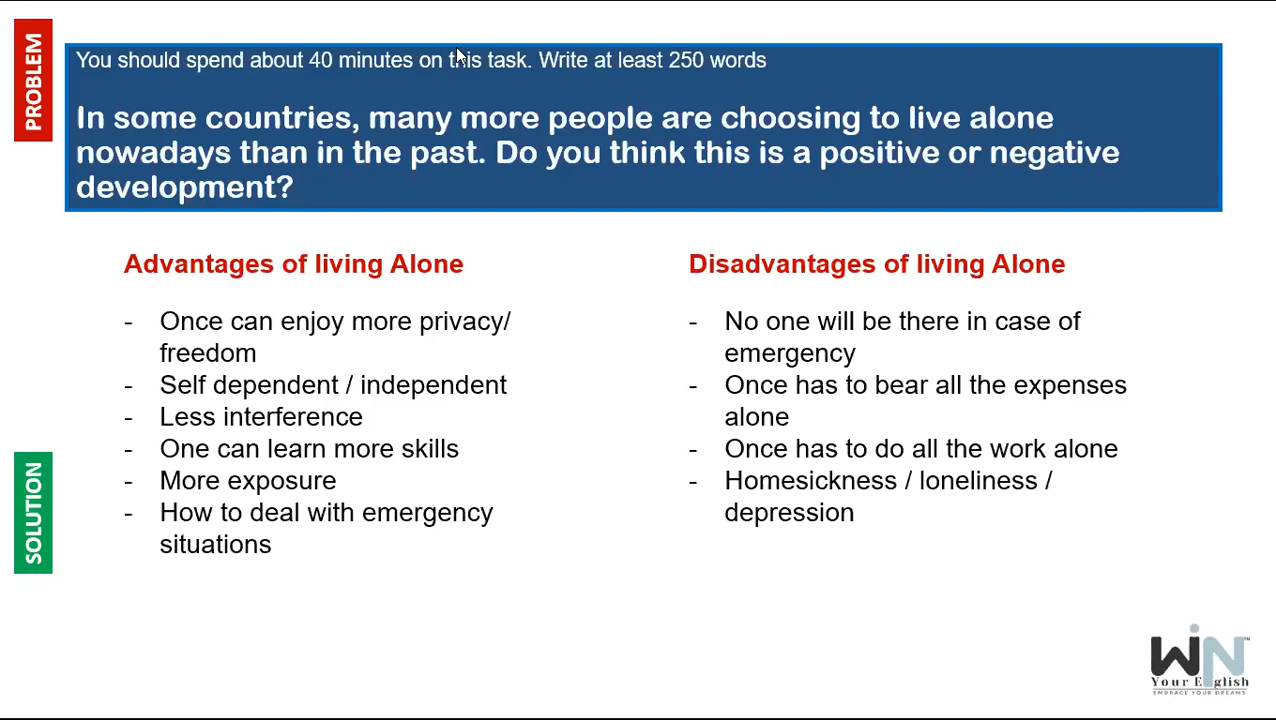 PROBLEM
You should spend about 40 minutes on this task. Write at least 250 words
In some countries, many more people are choosing to live alone
nowadays than in the past. Do you think this is a positive or negative
development?
Advantages of living Alone
- Once can enjoy more privacy/
freedom
- Self dependent / independent
- Less interference
- One can learn more skills
- More exposure
- How to deal with emergency
situations
Disadvantages of living Alone
- No one will be there in case of
emergency
- Once has to bear all the expenses
alone
- Once has to do all the work alone
- Homesickness / loneliness /
depression
SOLUTION
WiN™
Your English
EMBRACE YOUR DREAMS